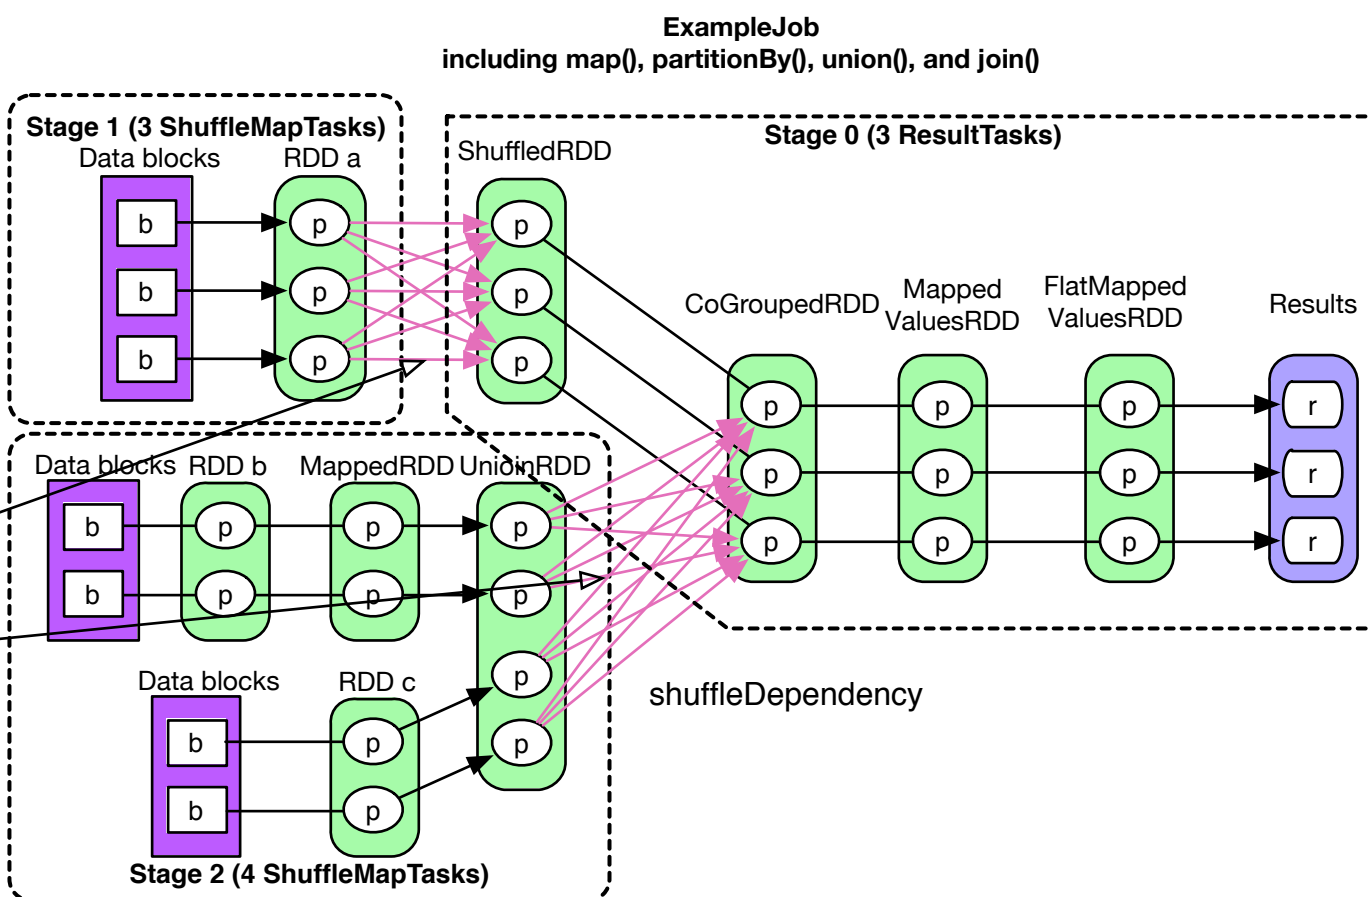 ExampleJob
including map(), partitionBy(), union(), and join()
Stage 1 (3 ShuffleMapTasks)
Data blocks
RDD a
b
p
b
p
b
p
Stage 0 (3 ResultTasks)
ShuffledRDD
p
p
p
CoGroupedRDD
Mapped
ValuesRDD
FlatMapped
ValuesRDD
Results
p
p
p
r
p
p
p
r
p
p
p
r
Data blocks
RDD b
MappedRDD
UnioinRDD
b
p
p
p
b
p
p
p
Data blocks
RDD c
p
b
p
p
b
p
Stage 2 (4 ShuffleMapTasks)
shuffleDependency